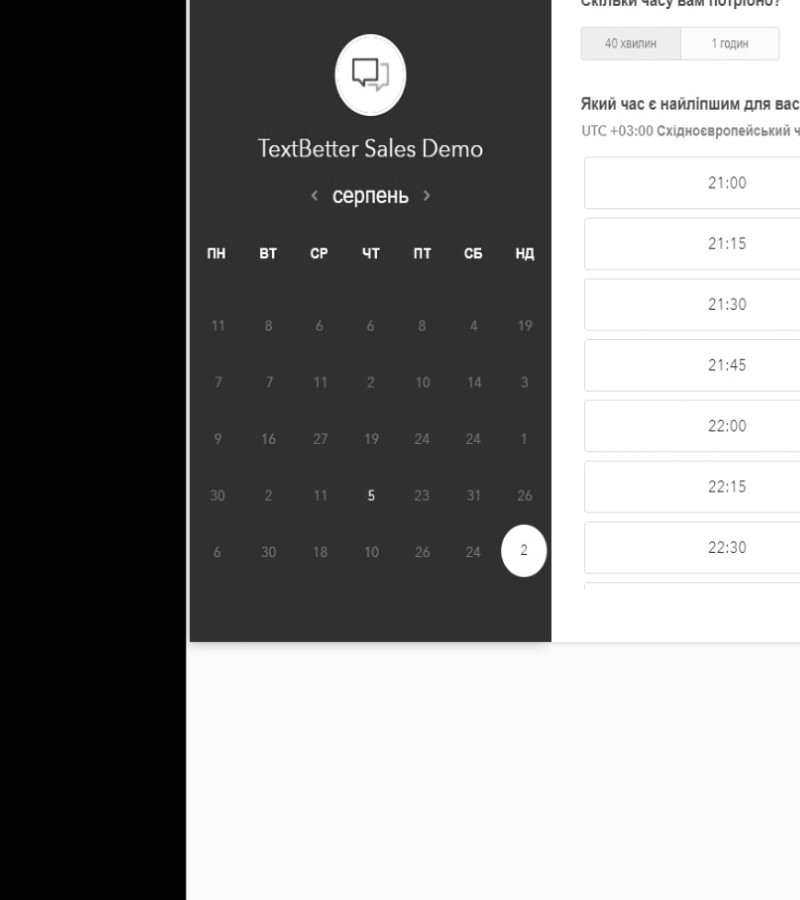 TextBetter Sales Demo
‹ серпень ›
ПН ВТ СР ЧТ ПТ СБ НД
11 8 6 6 8 4 19
7 7 11 2 10 14 3
9 16 27 19 24 24 1
30 2 11 5 23 31 26
6 30 18 10 26 24 2
Скільки часу вам потрібно?
40 хвилин 1 годин
Який час є найліпшим для вас
UTC +03:00 Східноєвропейський ч
21:00
21:15
21:30
21:45
22:00
22:15
22:30